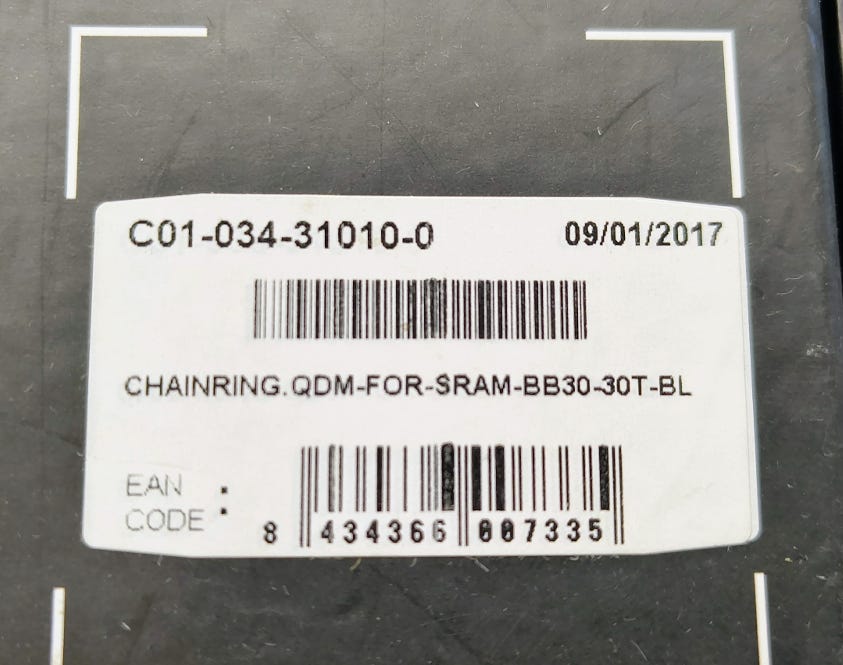 C01-034-31010-0 09/01/2017
CHAINRING.QDM-FOR-SRAM-BB30-30T-BL
EAN
CODE :
8 434366 007335